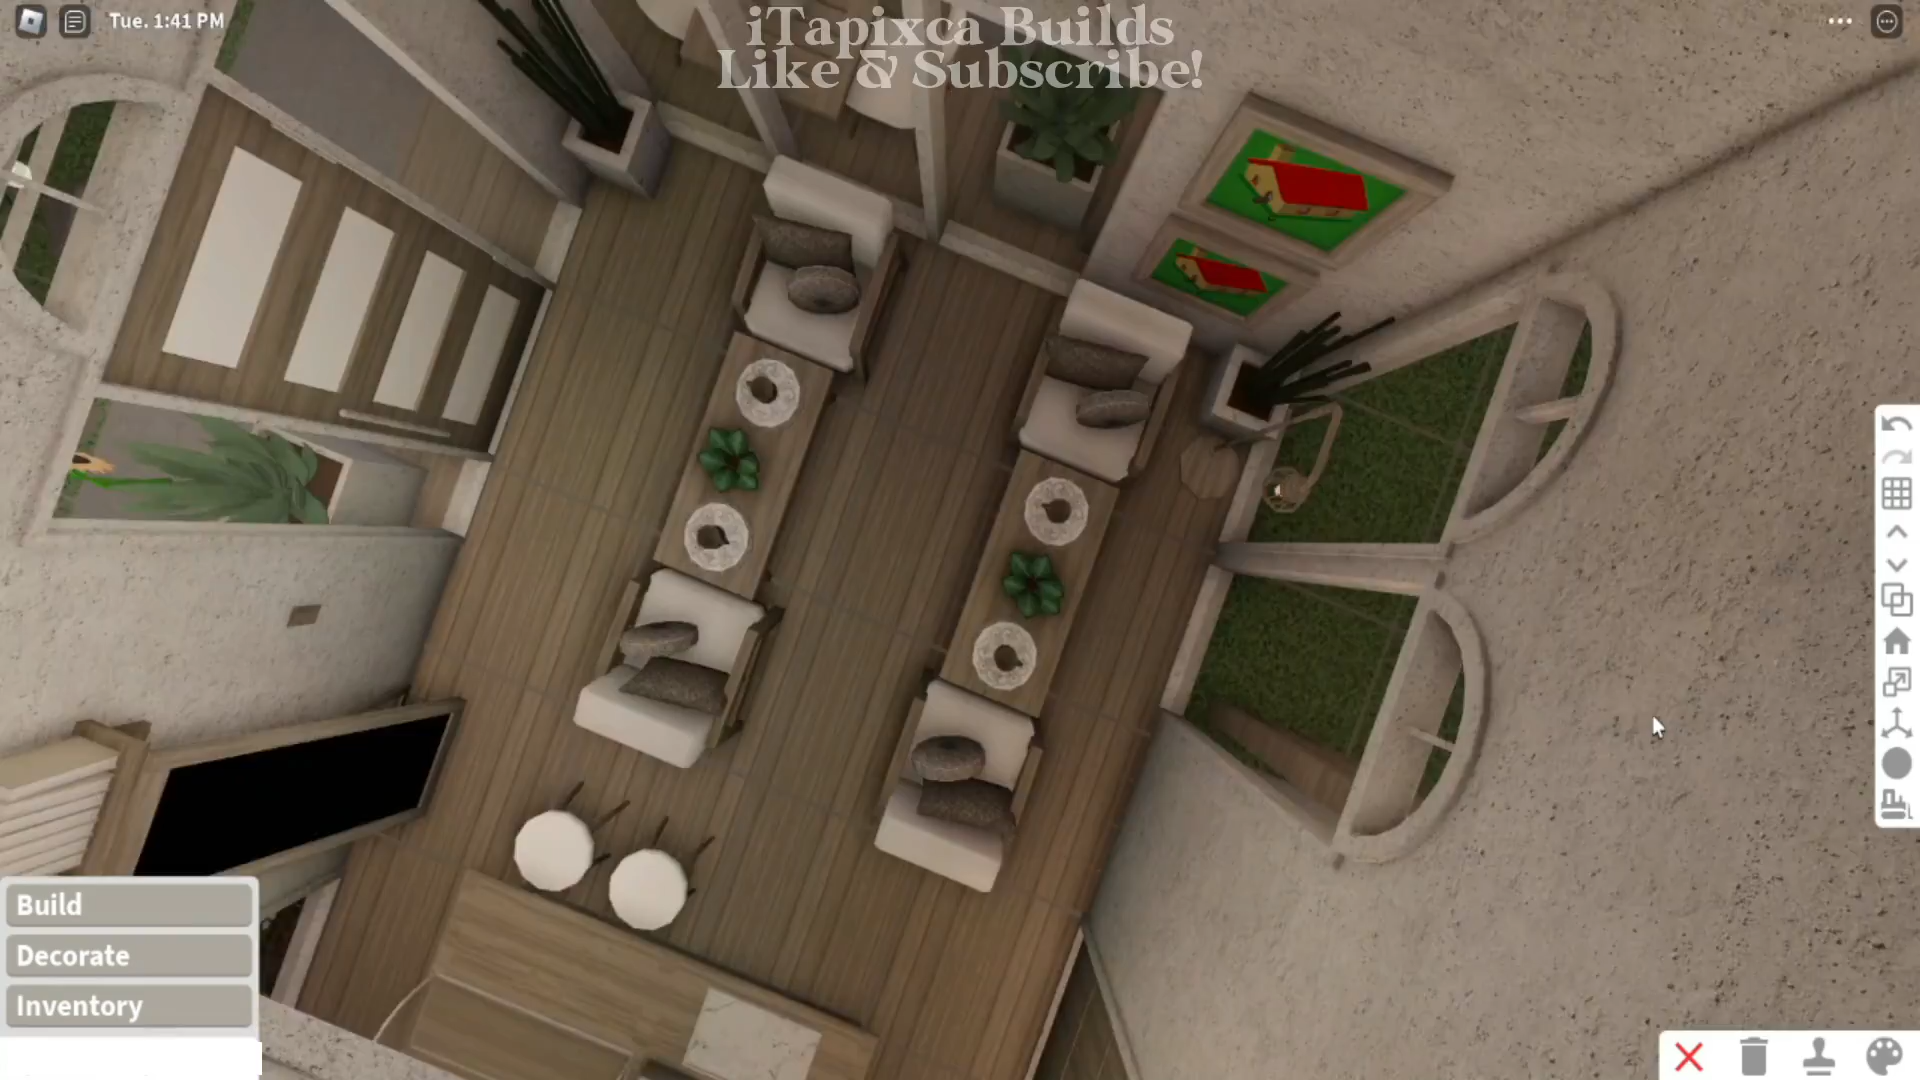 Tue. 1:41 PM
iTapixca Builds
Like & Subscribe!
Build
Decorate
Inventory